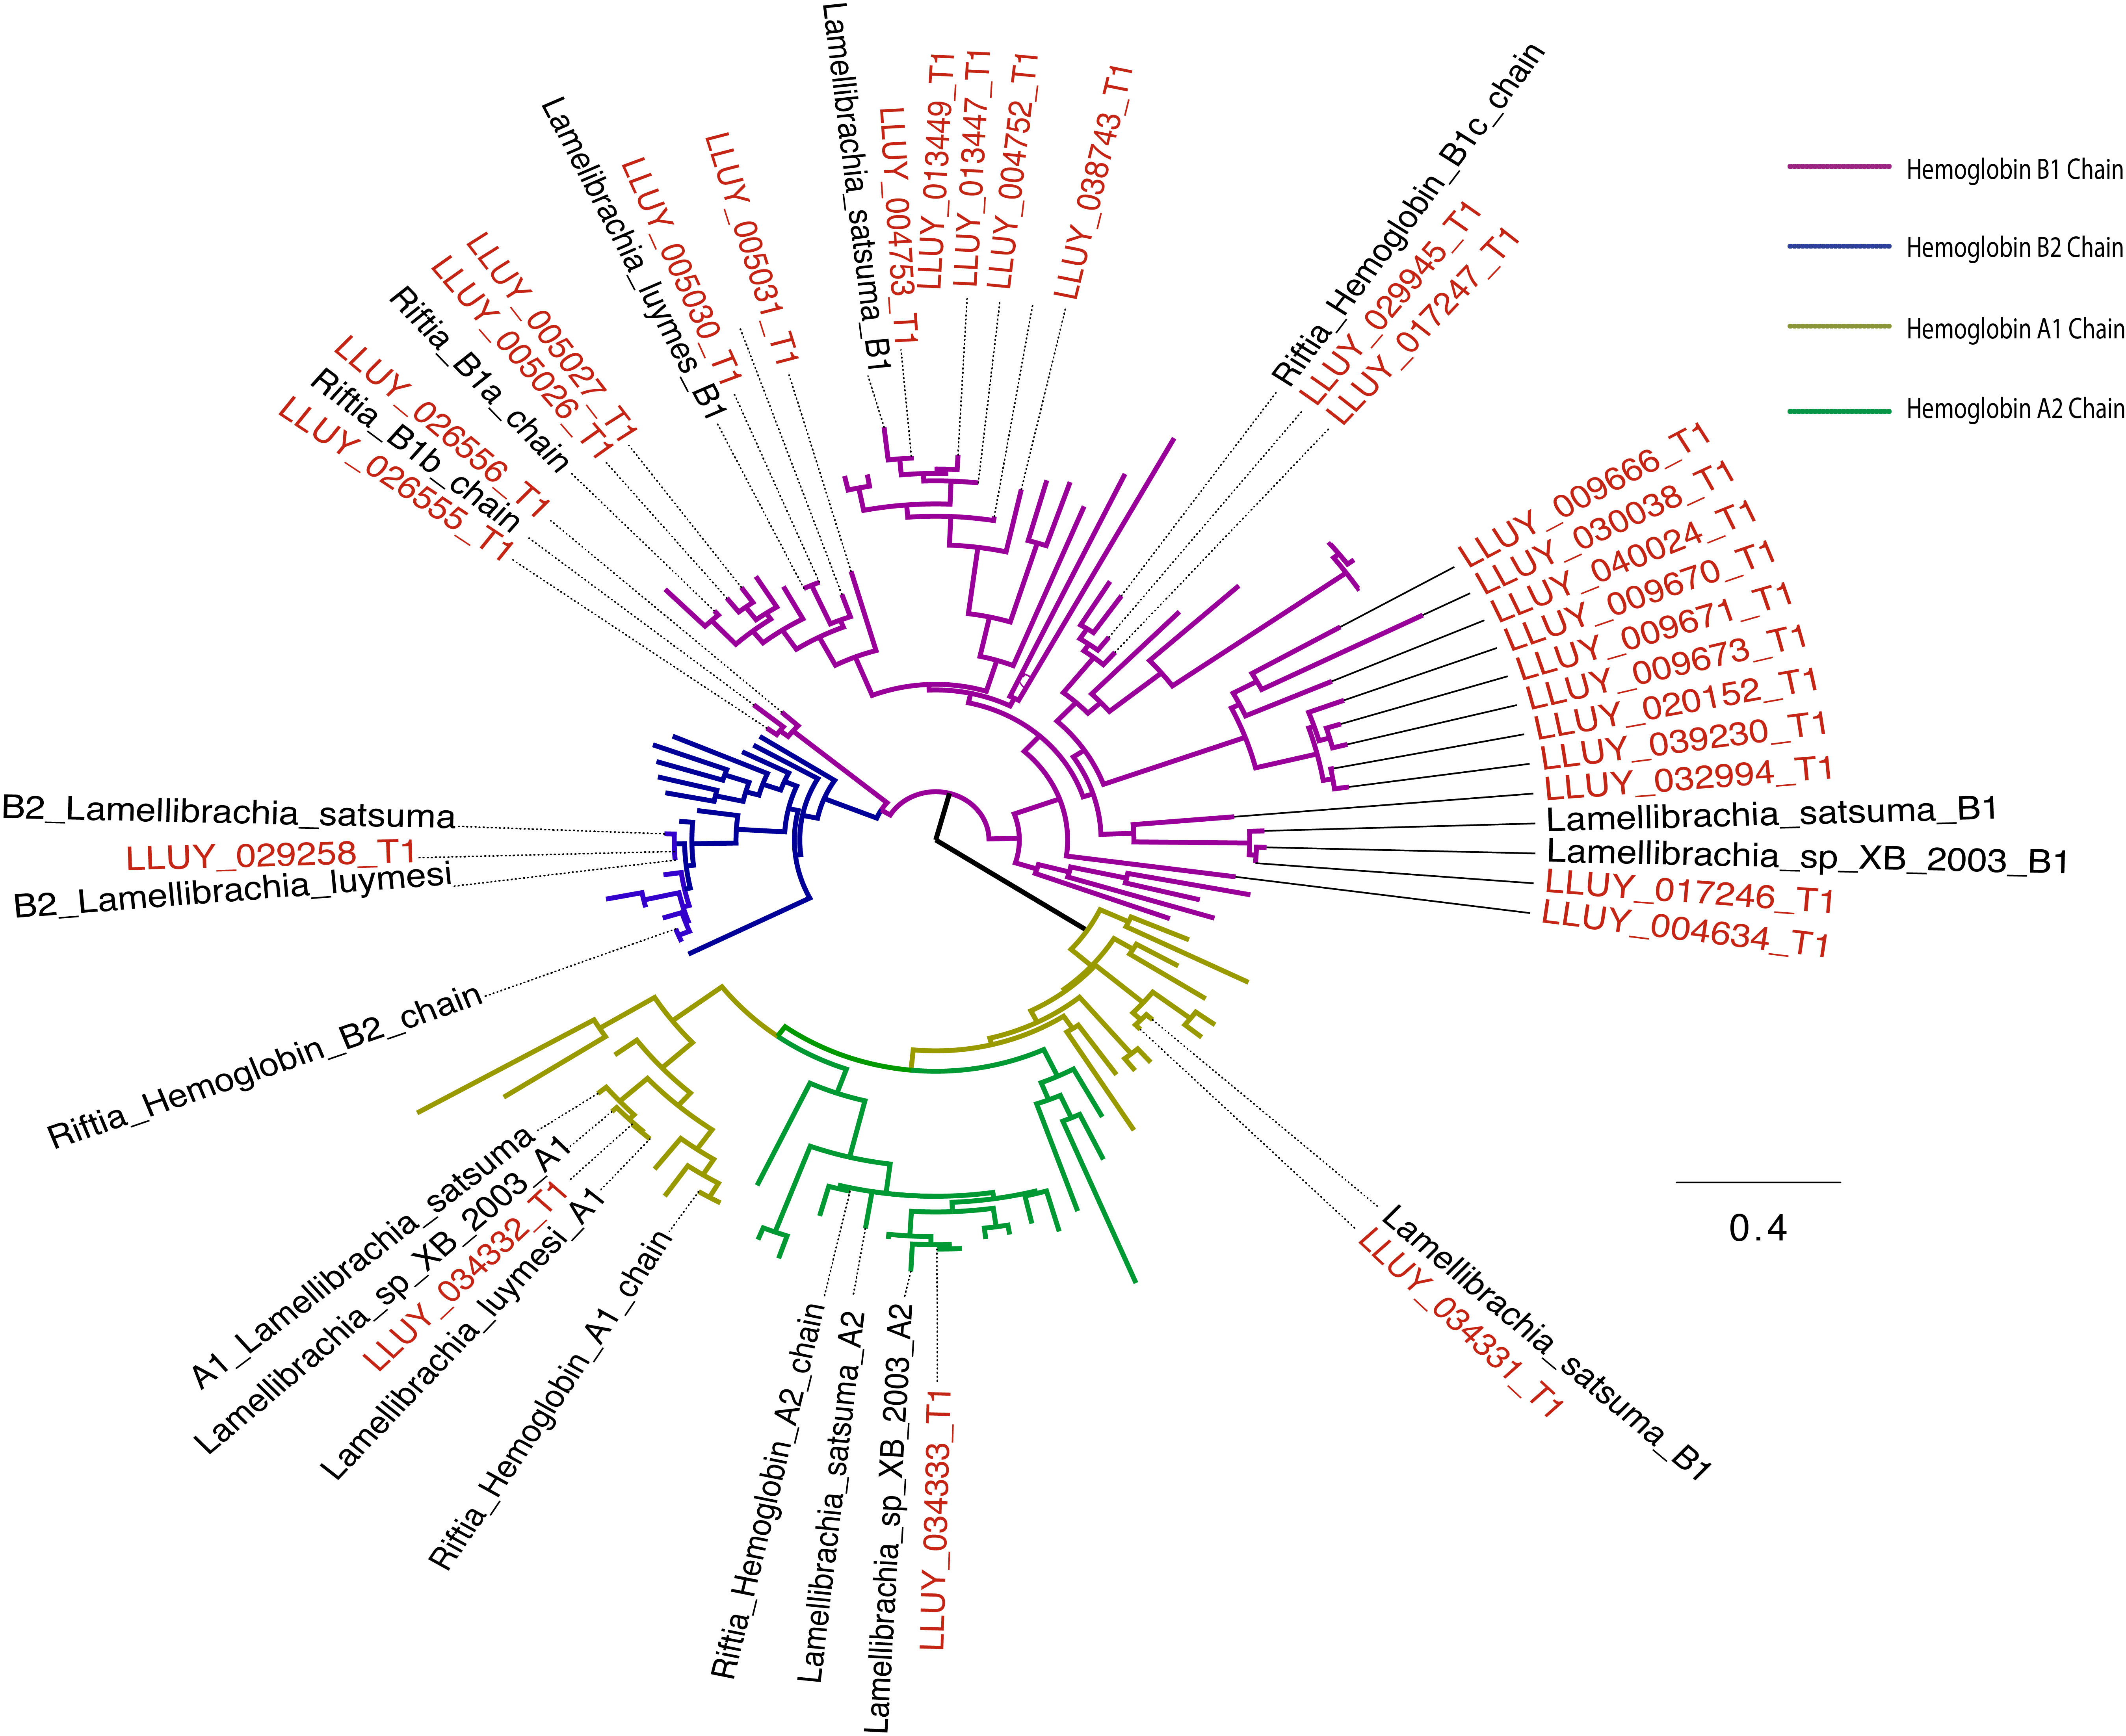 Lamellibrachia_satsuma_B1
LLUY_004753_T1
LLUY_013449_T1
LLUY_013447_T1
LLUY_004752_T1
LLUY_038743_T1
Riftia_Hemoglobin_B1c_chain
LLUY_029945_T1
LLUY_017247_T1
LLUY_009666_T1
LLUY_030038_T1
LLUY_040024_T1
LLUY_009670_T1
LLUY_009671_T1
LLUY_009673_T1
LLUY_020152_T1
LLUY_039230_T1
LLUY_032994_T1
Lamellibrachia_satsuma_B1
Lamellibrachia_sp_XB_2003_B1
LLUY_017246_T1
LLUY_004634_T1
Lamellibrachia_satsuma_B1
LLUY_034331_T1
LLUY_034333_T1
Lamellibrachia_sp_XB_2003_A2
Lamellibrachia_satsuma_A2
Riftia_Hemoglobin_A2_chain
Riftia_Hemoglobin_A1_chain
Lamellibrachia_luymesi_A1
LLUY_034332_T1
Lamellibrachia_sp_XB_2003_A1
A1_Lamellibrachia_satsuma
Riftia_Hemoglobin_B2_chain
B2_Lamellibrachia_luymesi
LLUY_029258_T1
B2_Lamellibrachia_satsuma
LLUY_026555_T1
Riftia_B1b_chain
LLUY_026556_T1
Riftia_B1a_chain
LLUY_005026_T1
LLUY_005027_T1
Lamelibrachia_luymes_B1
LLUY_005030_T1
LLUY_005031_T1
Hemoglobin B1 Chain
Hemoglobin B2 Chain
Hemoglobin A1 Chain
Hemoglobin A2 Chain
0.4